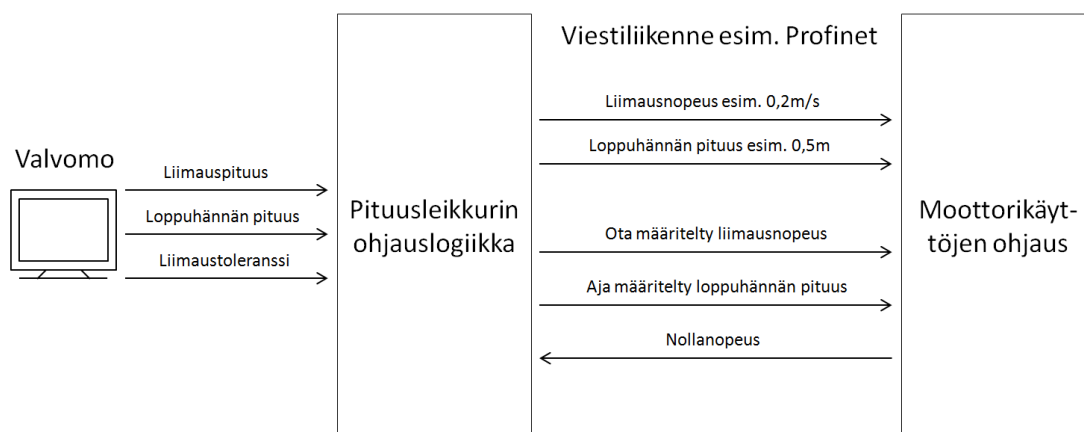 Viestiliikenne esim. Profinet
Valvomo
Liimauspituus
Loppuhännän pituus
Liimaustoleranssi
Pituusleikkurin
ohjauslogiikka
Liimausnopeus esim. 0,2m/s
Loppuhännän pituus esim. 0,5m
Ota määritelty liimausnopeus
Aja määritelty loppuhännän pituus
Nollanopeus
Moottorikäyt-
töjen ohjaus